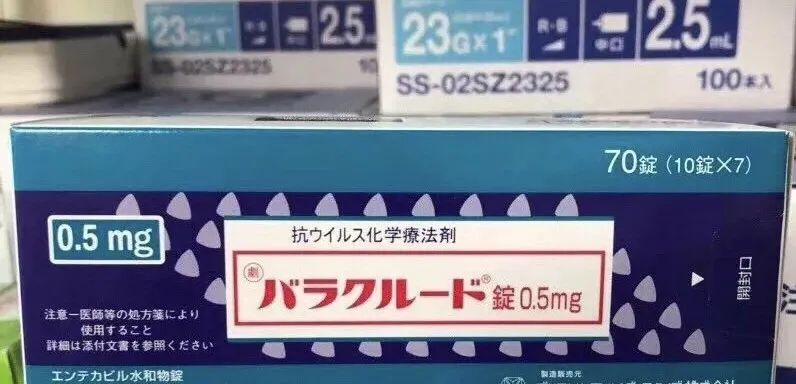 23G×1" R·B 中口 2.5
SS-02SZ2325
23G×1" R·B 中口 2.5mL
SS-02SZ2325 100本入
70錠(10錠×7)
0.5 mg
抗ウイルス化学療法剤
劇 バラクルード® 錠0.5mg
開封口
注意-医師等の処方箋により
使用すること
詳細は添付文書を参照ください
エンテカビル水和物錠
製造販売元